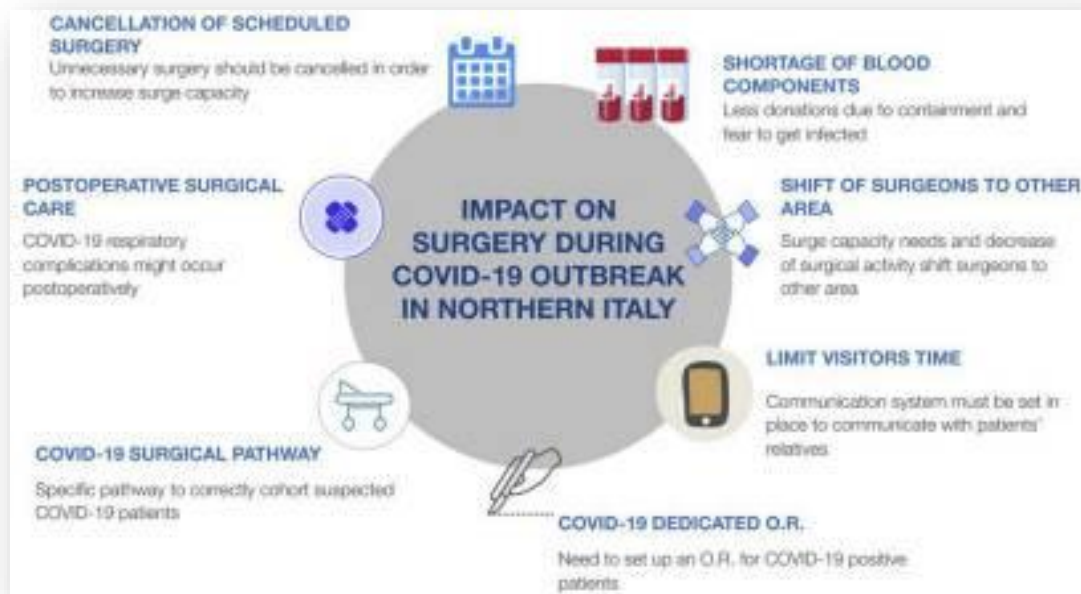 CANCELLATION OF SCHEDULED
SURGERY
Unnecessary surgery should be cancelled in order
to increase surge capacity
SHORTAGE OF BLOOD
COMPONENTS
Less donations due to containment and
fear to get infected
POSTOPERATIVE SURGICAL
CARE
COVID-19 respiratory
complications might occur
postoperatively
IMPACT ON
SURGERY DURING
COVID-19 OUTBREAK
IN NORTHERN ITALY
SHIFT OF SURGEONS TO OTHER
AREA
Surge capacity needs and decrease
of surgical activity shift surgeons to
other area
LIMIT VISITORS TIME
Communication system must be set in
place to communicate with patients'
relatives
COVID-19 SURGICAL PATHWAY
Specific pathway to correctly cohort suspected
COVID-19 patients
COVID-19 DEDICATED O.R.
Need to set up an O.R. for COVID-19 positive
patients